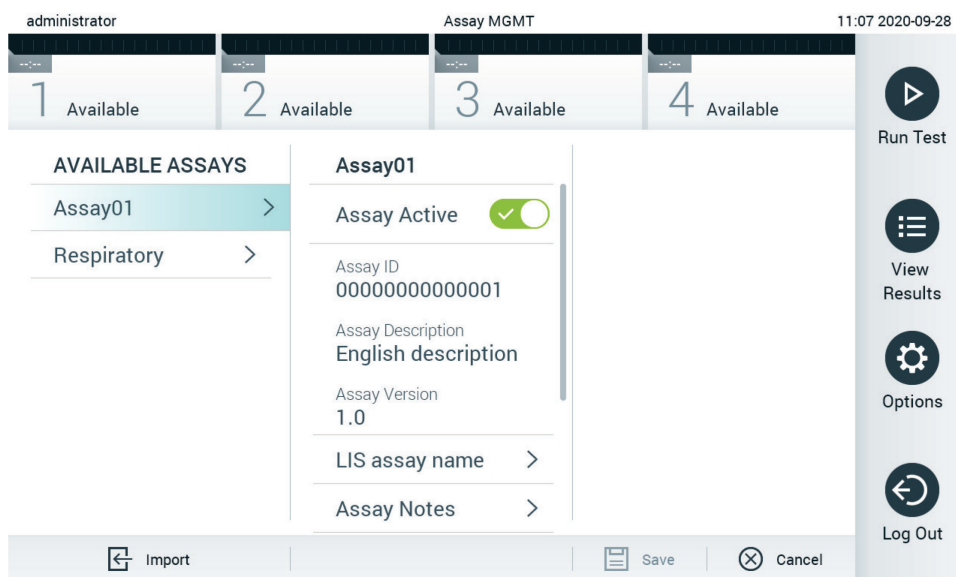 administrator
Assay MGMT
11:07 2020-09-28
--:--
1 Available
--:--
2 Available
--:--
3 Available
--:--
4 Available
Run Test
View
Results
Options
Log Out
AVAILABLE ASSAYS
Assay01
Respiratory
Assay01
Assay Active
Assay ID
00000000000001
Assay Description
English description
Assay Version
1.0
LIS assay name
Assay Notes
Import
Save
Cancel